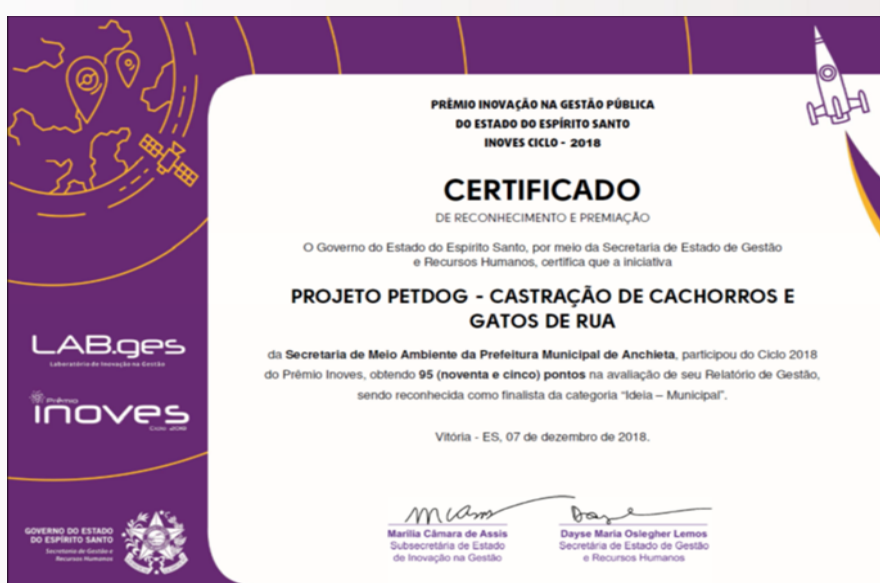 PRÊMIO INOVAÇÃO NA GESTÃO PÚBLICA
DO ESTADO DO ESPÍRITO SANTO
INOVES CICLO - 2018
CERTIFICADO
DE RECONHECIMENTO E PREMIAÇÃO
O Governo do Estado do Espírito Santo, por meio da Secretaria de Estado de Gestão
e Recursos Humanos, certifica que a iniciativa
PROJETO PETDOG - CASTRAÇÃO DE CACHORROS E
GATOS DE RUA
da Secretaria de Meio Ambiente da Prefeitura Municipal de Anchieta, participou do Ciclo 2018
do Prêmio Inoves, obtendo 95 (noventa e cinco) pontos na avaliação de seu Relatório de Gestão,
sendo reconhecida como finalista da categoria "Ideia – Municipal".
Vitória - ES, 07 de dezembro de 2018.
Marilia Câmara de Assis
Subsecretária de Estado
de Inovação na Gestão
Dayse Maria Oslegher Lemos
Secretária de Estado de Gestão
e Recursos Humanos
LAB.ges
Laboratório de Inovação na Gestão
Prêmio
inoves
Ciclo 2018
GOVERNO DO ESTADO
DO ESPÍRITO SANTO
Secretaria de Gestão e
Recursos Humanos